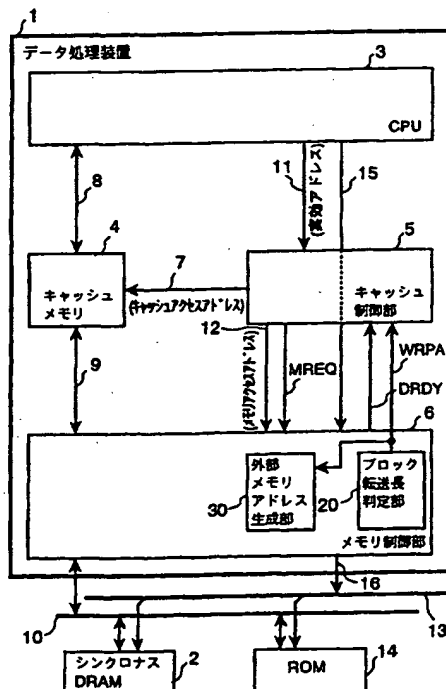 1
データ処理装置
3
CPU
8
11
(実効アドレス)
15
4
7
5
キャッシュ
メモリ
(キャッシュアクセスアドレス)
キャッシュ
制御部
12
9
(メモリアクセスアドレス)
MREQ
WRPA
DRDY
6
外部
メモリ
アドレス
生成部
30
ブロック
転送長
判定部
20
メモリ制御部
16
10
13
シンクロナス
DRAM
2
ROM
14